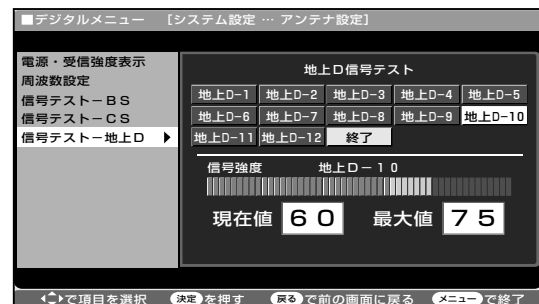 ■デジタルメニュー ［システム設定 … アンテナ設定］
電源・受信強度表示
周波数設定
信号テスト－ＢＳ
信号テスト－ＣＳ
信号テスト－地上Ｄ ▶
地上Ｄ信号テスト
地上D-1 地上D-2 地上D-3 地上D-4 地上D-5
地上D-6 地上D-7 地上D-8 地上D-9 地上D-10
地上D-11 地上D-12 終了
信号強度 地上Ｄ－１０
現在値 ６０ 最大値 ７５
で項目を選択 決定を押す 戻るで前の画面に戻る メニューで終了